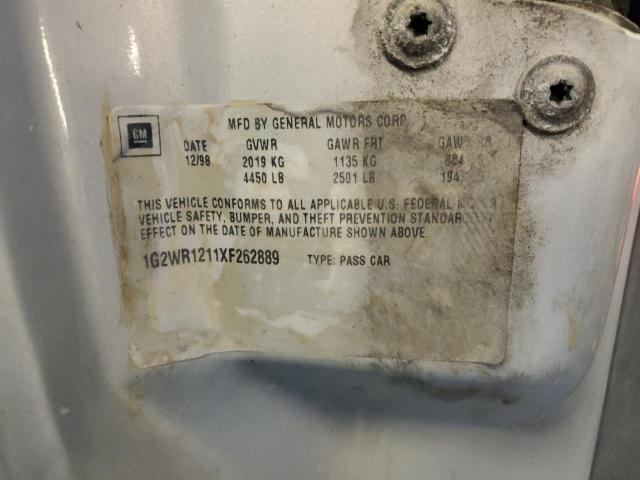 GM
MFD BY GENERAL MOTORS CORP
DATE GVWR GAWR FRT
12/98 2019 KG 1135 KG 884
4450 LB 2501 LB
THIS VEHICLE CONFORMS TO ALL APPLICABLE U.S. FEDERAL
VEHICLE SAFETY, BUMPER, AND THEFT PREVENTION
EFFECT ON THE DATE OF MANUFACTURE SHOWN ABOVE.
1G2WR1211XF262889 TYPE: PASS CAR